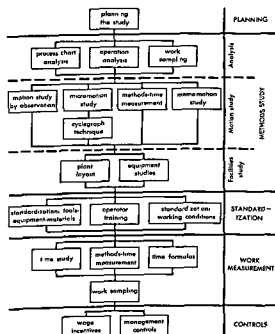 planning
the study
PLANNING
process chart
analysis
operation
analysis
work
sampling
Analysis
motion study
by observation
micromotion
study
methods-time
measurement
memomotion
study
cyclegraph
technique
Motion study
METHODS STUDY
plant
layout
equipment
studies
Facilities
study
standardization: tools-
equipment-materials
operator
training
standardization:
working conditions
STANDARD-
IZATION
time study
methods-time
measurement
time formulas
work sampling
WORK
MEASUREMENT
wage
incentives
management
controls
CONTROLS